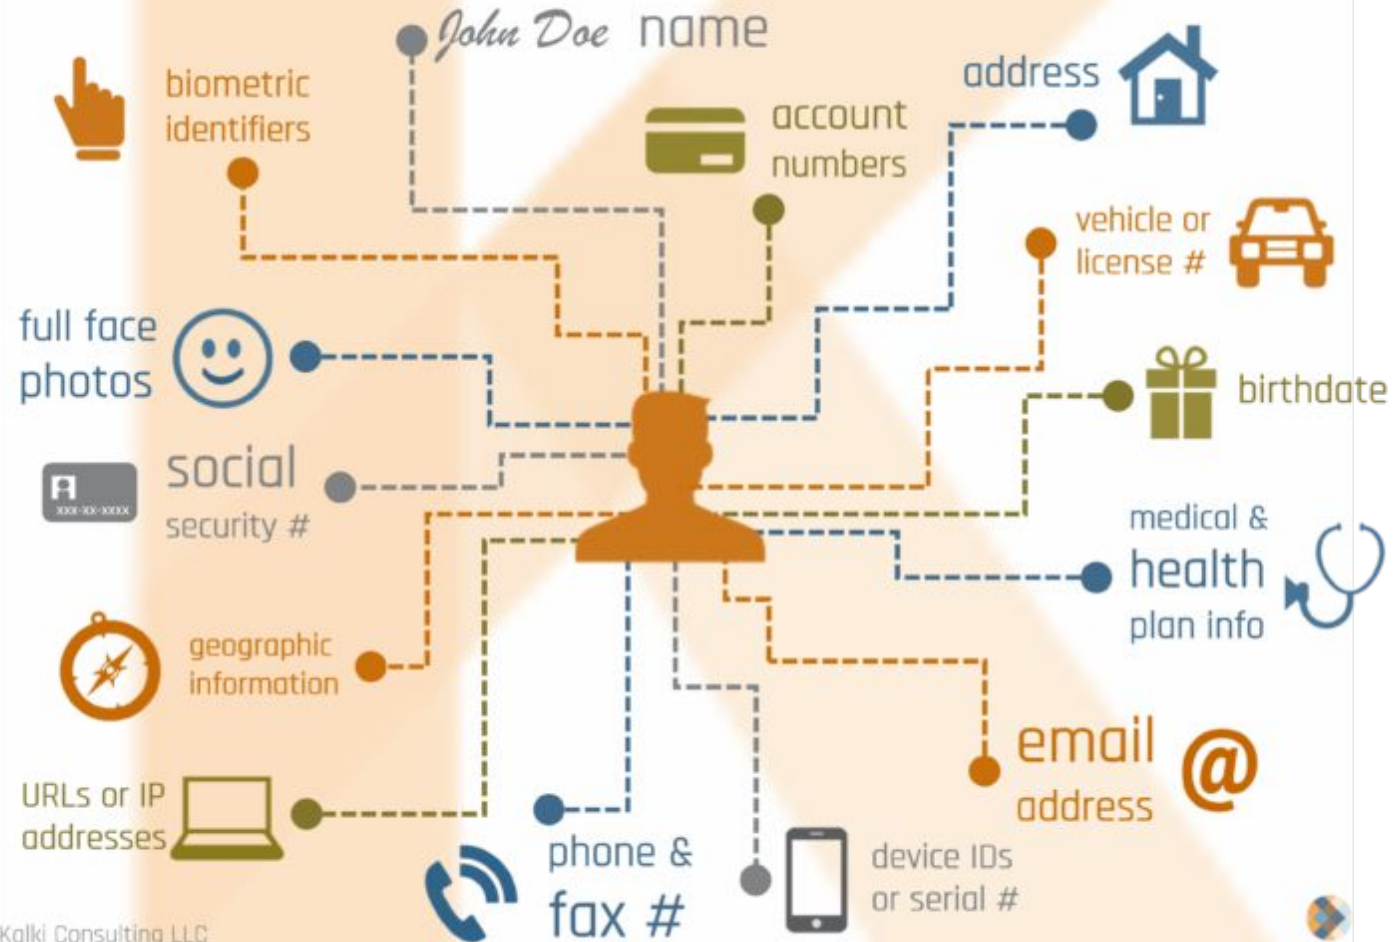 John Doe name
biometric
identifiers
account
numbers
address
vehicle or
license #
full face
photos
birthdate
social
security #
XXX-XX-XXXX
medical &
health
plan info
geographic
information
email
address
@
URLs or IP
addresses
phone &
fax #
device IDs
or serial #
Kalki Consulting LLC